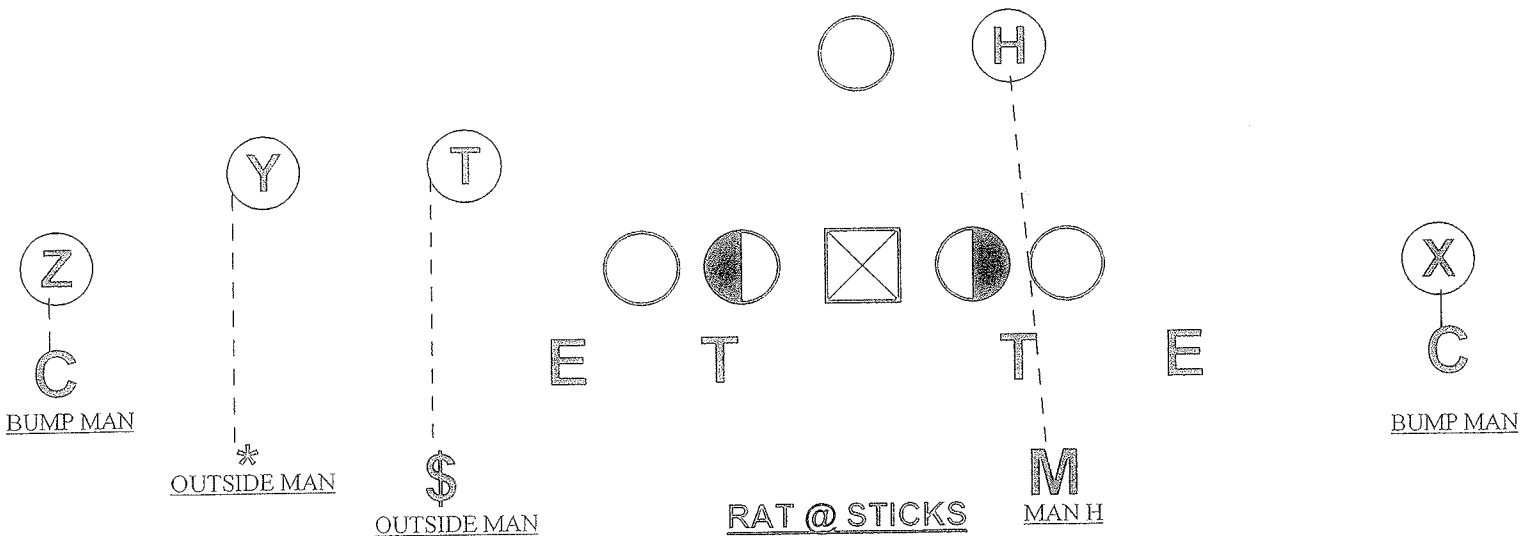 H
Y
T
Z
X
E
T
T
E
C
C
BUMP MAN
BUMP MAN
*
$
M
OUTSIDE MAN
OUTSIDE MAN
RAT @ STICKS
MAN H